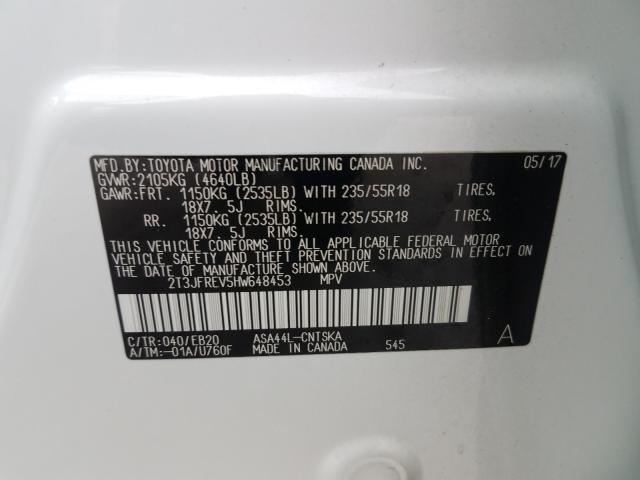 MFD.BY:TOYOTA MOTOR MANUFACTURING CANADA INC. 05/17
GVWR:2105KG (4640LB)
GAWR:FRT. 1150KG (2535LB) WITH 235/55R18 TIRES,
18X7.5J RIMS.
RR. 1150KG (2535LB) WITH 235/55R18 TIRES,
18X7.5J RIMS.
THIS VEHICLE CONFORMS TO ALL APPLICABLE FEDERAL MOTOR
VEHICLE SAFETY AND THEFT PREVENTION STANDARDS IN EFFECT ON
THE DATE OF MANUFACTURE SHOWN ABOVE.
2T3JFREV5HW648453 MPV
C/TR:040/EB20 ASA44L-CNTSKA A
A/TM:-01A/U760F MADE IN CANADA 545